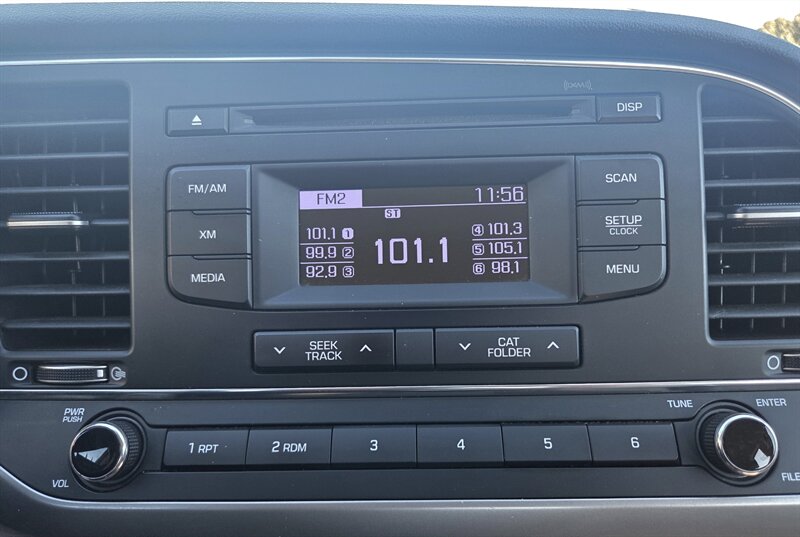 ((XM))
DISP
FM/AM
XM
MEDIA
FM2 11:56
ST
101.1 1
99.9 2
92.9 3
101.1
4 101.3
5 105.1
6 98.1
SCAN
SETUP
CLOCK
MENU
SEEK
TRACK
CAT
FOLDER
PWR
PUSH
VOL
1 RPT
2 RDM
3
4
5
6
TUNE
ENTER
FILE